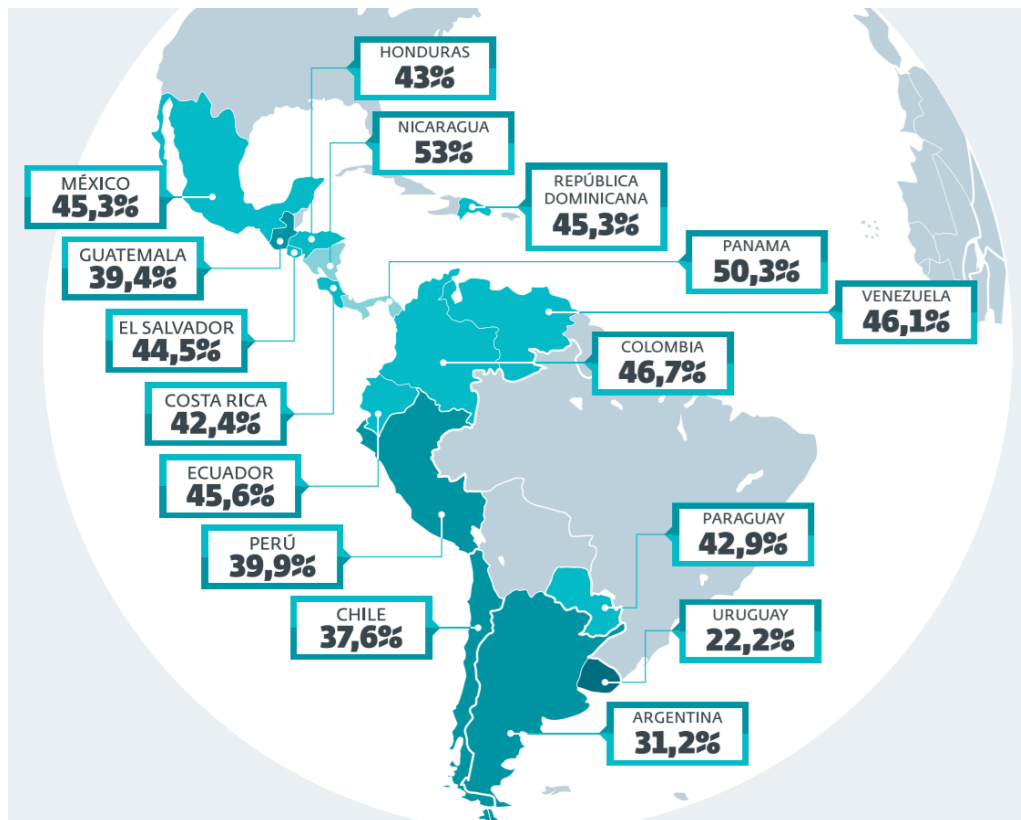 HONDURAS
43%
NICARAGUA
53%
MÉXICO
45,3%
REPÚBLICA
DOMINICANA
45,3%
GUATEMALA
39,4%
PANAMA
50,3%
VENEZUELA
46,1%
EL SALVADOR
44,5%
COLOMBIA
46,7%
COSTA RICA
42,4%
ECUADOR
45,6%
PERÚ
39,9%
PARAGUAY
42,9%
CHILE
37,6%
URUGUAY
22,2%
ARGENTINA
31,2%